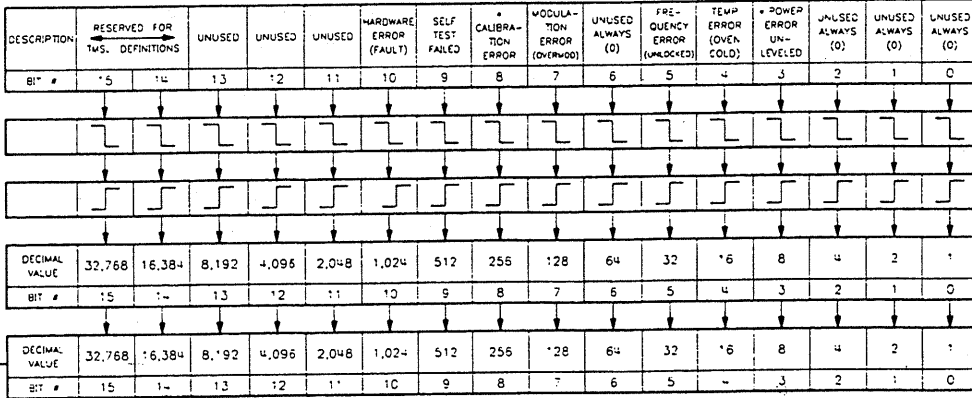 DESCRIPTION RESERVED FOR TMS. DEFINITIONS UNUSED UNUSED UNUSED HARDWARE ERROR (FAULT) SELF TEST FAILED * CALIBRA- TION ERROR MODULA- TION ERROR (OVERMOD) UNUSED ALWAYS (0) FRE- QUENCY ERROR (UNLOCKED) TEMP ERROR (OVEN COLD) * POWER ERROR UN- LEVELED UNUSED ALWAYS (0) UNUSED ALWAYS (0) UNUSED ALWAYS (0)
BIT # 15 14 13 12 11 10 9 8 7 6 5 4 3 2 1 0
DECIMAL VALUE 32,768 16,384 8,192 4,096 2,048 1,024 512 256 128 64 32 16 8 4 2 1
BIT # 15 14 13 12 11 10 9 8 7 6 5 4 3 2 1 0
DECIMAL VALUE 32,768 16,384 8,192 4,096 2,048 1,024 512 256 128 64 32 16 8 4 2 1
BIT # 15 14 13 12 11 10 9 8 7 6 5 4 3 2 1 0